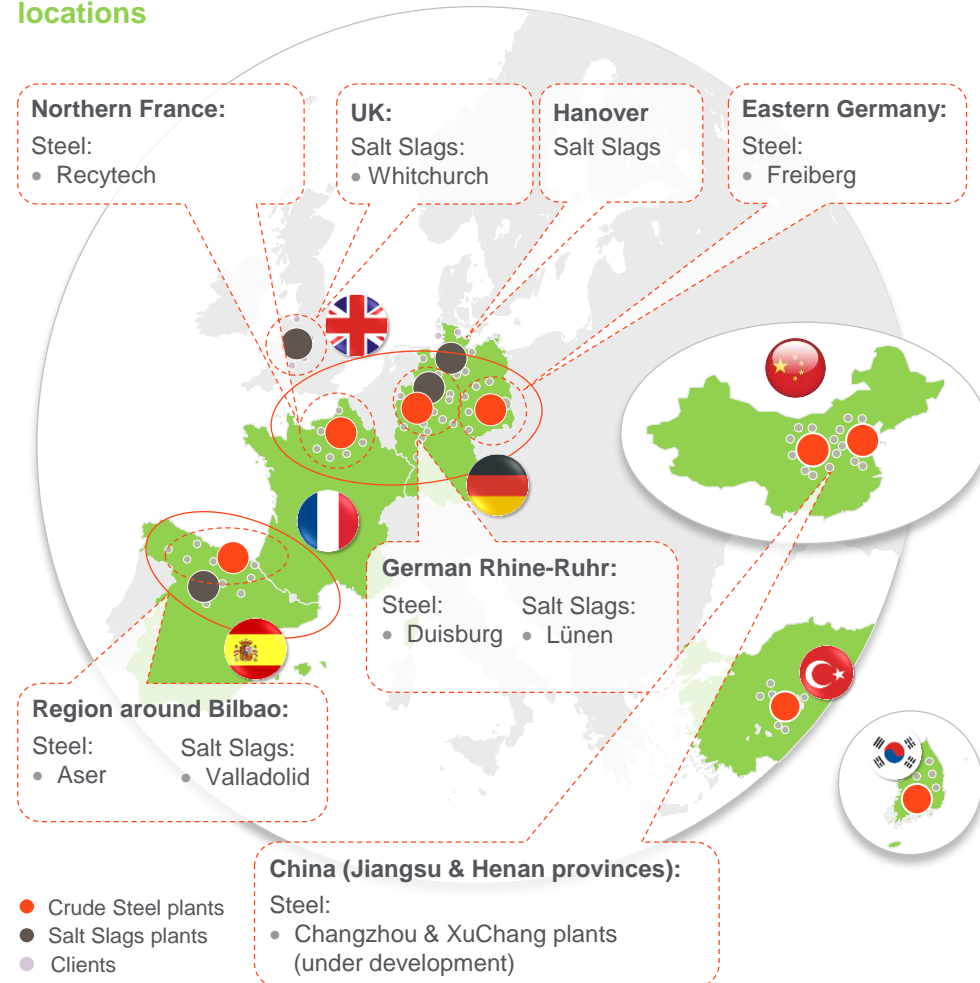 locations
Northern France:
Steel:
• Recytech
UK:
Salt Slags:
• Whitchurch
Hanover
Salt Slags
Eastern Germany:
Steel:
• Freiberg
German Rhine-Ruhr:
Steel:
• Duisburg
Salt Slags:
• Lünen
Region around Bilbao:
Steel:
• Aser
Salt Slags:
• Valladolid
China (Jiangsu & Henan provinces):
Steel:
• Changzhou & XuChang plants
(under development)
Crude Steel plants
Salt Slags plants
Clients